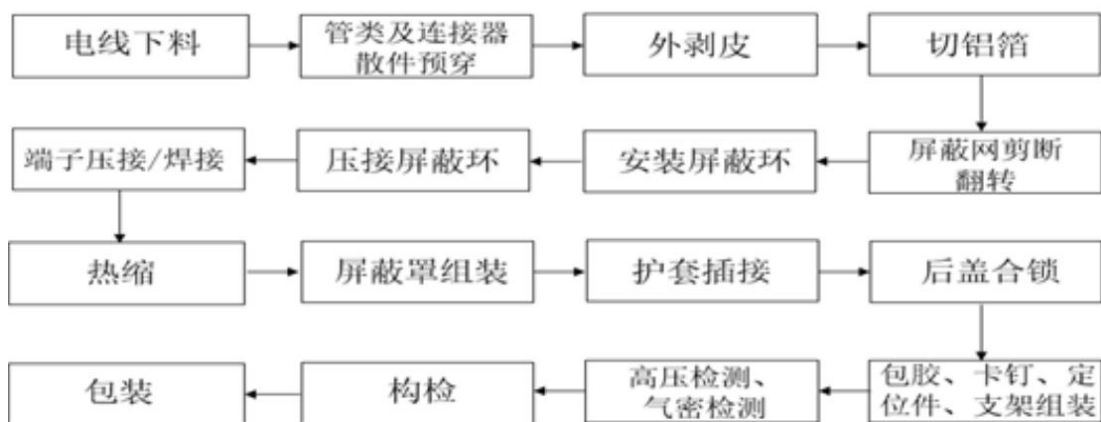 电线下料
管类及连接器
散件预穿
外剥皮
切铝箔
屏蔽网剪断
翻转
安装屏蔽环
压接屏蔽环
端子压接/焊接
热缩
屏蔽罩组装
护套插接
后盖合锁
包胶、卡钉、定
位件、支架组装
高压检测、
气密检测
构检
包装